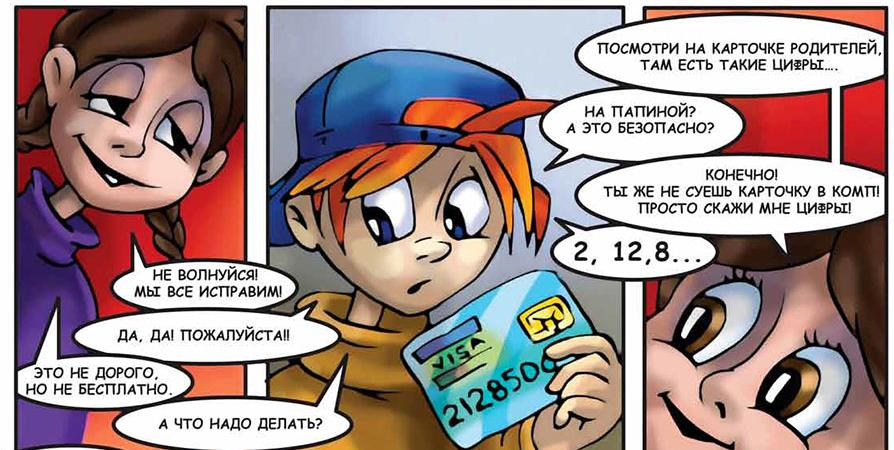 НЕ ВОЛНУЙСЯ!
МЫ ВСЕ ИСПРАВИМ!
ДА, ДА! ПОЖАЛУЙСТА!!
ЭТО НЕ ДОРОГО,
НО НЕ БЕСПЛАТНО.
А ЧТО НАДО ДЕЛАТЬ?
ПОСМОТРИ НА КАРТОЧКЕ РОДИТЕЛЕЙ,
ТАМ ЕСТЬ ТАКИЕ ЦИФРЫ....
НА ПАПИНОЙ?
А ЭТО БЕЗОПАСНО?
КОНЕЧНО!
ТЫ ЖЕ НЕ СУЕШЬ КАРТОЧКУ В КОМП!
ПРОСТО СКАЖИ МНЕ ЦИФРЫ!
2, 12,8...
VISA
2128500